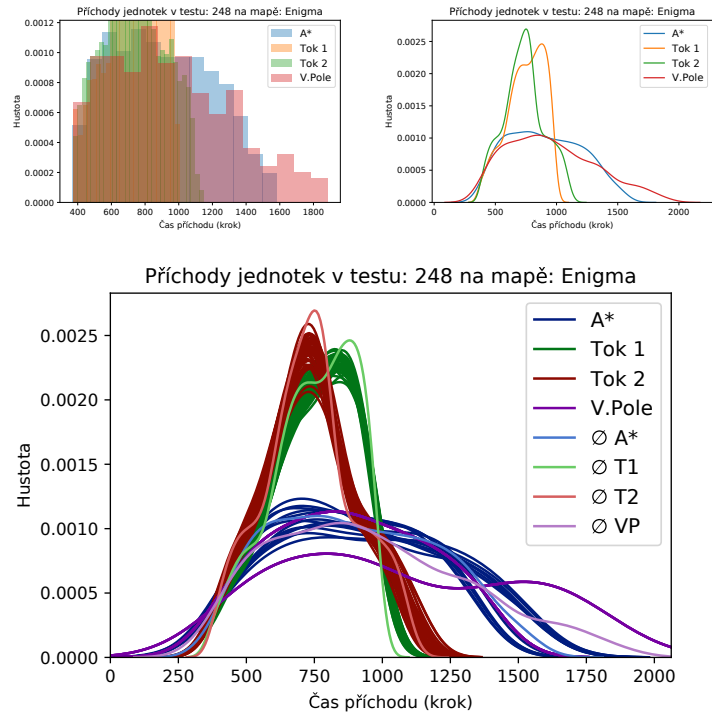 Příchody jednotek v testu: 248 na mapě: Enigma
0.0012
0.0010
0.0008
0.0006
0.0004
0.0002
0.0000
Hustota
400 600 800 1000 1200 1400 1600 1800
Čas příchodu (krok)
A*
Tok 1
Tok 2
V.Pole
Příchody jednotek v testu: 248 na mapě: Enigma
0.0025
0.0020
0.0015
0.0010
0.0005
0.0000
Hustota
0 500 1000 1500 2000
Čas příchodu (krok)
A*
Tok 1
Tok 2
V.Pole
Příchody jednotek v testu: 248 na mapě: Enigma
0.0025
0.0020
0.0015
0.0010
0.0005
0.0000
Hustota
0 250 500 750 1000 1250 1500 1750 2000
Čas příchodu (krok)
A*
Tok 1
Tok 2
V.Pole
∅ A*
∅ T1
∅ T2
∅ VP